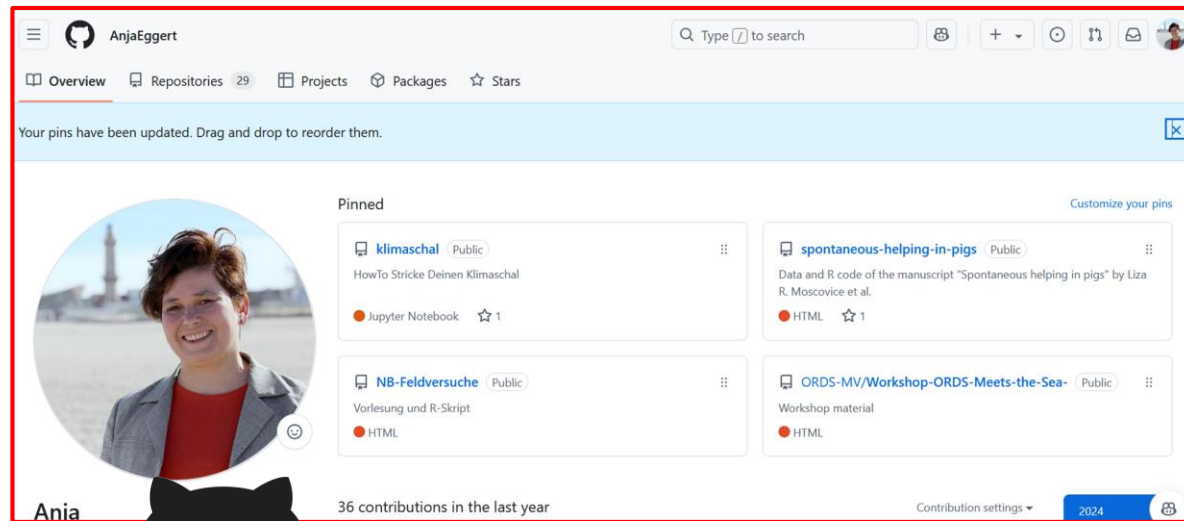 AnjaEggert
Type / to search
Overview
Repositories 29
Projects
Packages
Stars
Your pins have been updated. Drag and drop to reorder them.
Pinned
Customize your pins
klimaschal Public
HowTo Stricke Deinen Klimaschal
Jupyter Notebook 1
spontaneous-helping-in-pigs Public
Data and R code of the manuscript "Spontaneous helping in pigs" by Liza
R. Moscovice et al.
HTML 1
NB-Feldversuche Public
Vorlesung und R-Skript
HTML
ORDS-MV/Workshop-ORDS-Meets-the-Sea- Public
Workshop material
HTML
Anja
36 contributions in the last year
Contribution settings
2024